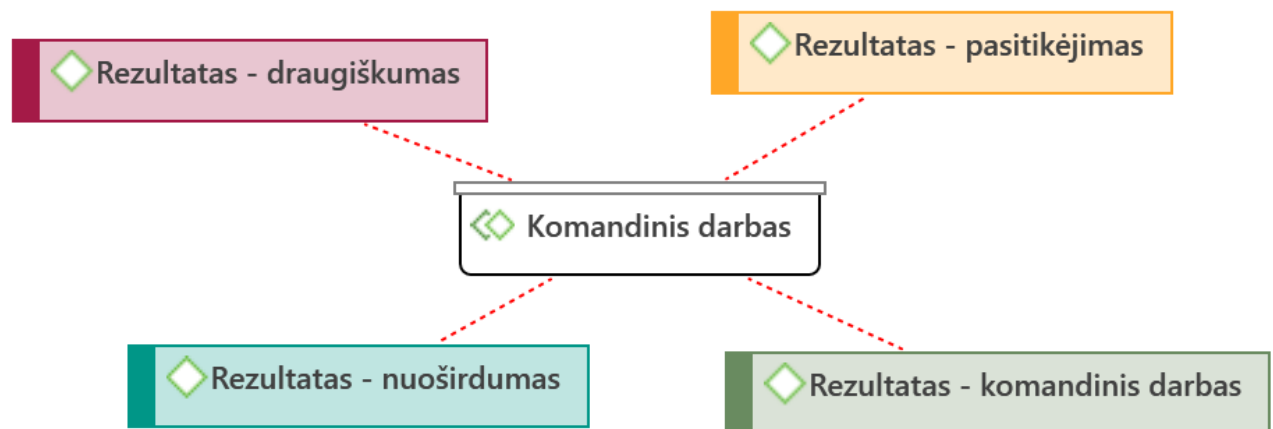 Rezultatas - draugiškumas
Rezultatas - pasitikėjimas
Komandinis darbas
Rezultatas - nuoširdumas
Rezultatas - komandinis darbas